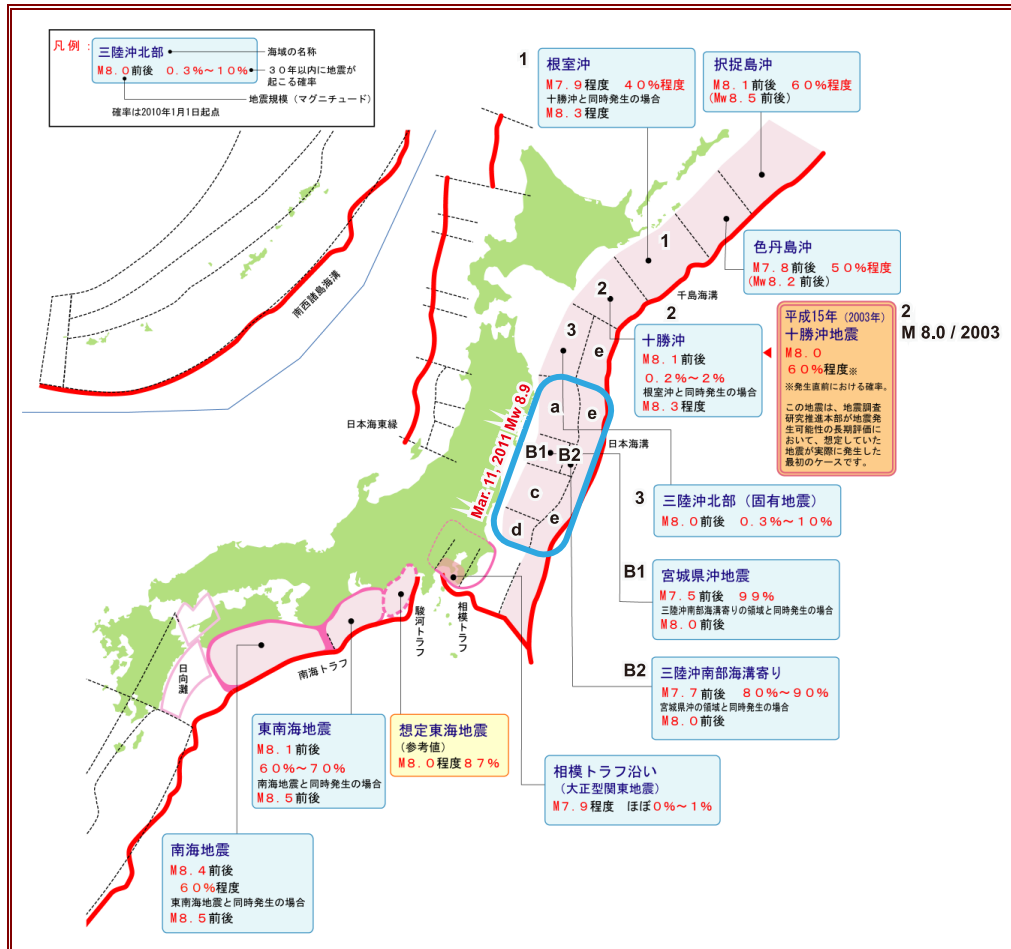 凡例：
三陸沖北部
海域の名称
M8.0前後 0.3%～10%
３０年以内に地震が
起こる確率
地震規模（マグニチュード）
確率は2010年1月1日起点
1
根室沖
M7.9程度 40%程度
十勝沖と同時発生の場合
M8.3程度
択捉島沖
M8.1前後 60%程度
(Mw8.5前後)
色丹島沖
M7.8前後 50%程度
(Mw8.2前後)
千島海溝
2
十勝沖
M8.1前後
0.2%～2%
根室沖と同時発生の場合
M8.3程度
平成15年（2003年）
十勝沖地震
M8.0
60%程度※
※発生直前における確率。
この地震は、地震調査
研究推進本部が地震発
生可能性の長期評価に
おいて、想定していた
地震が実際に発生した
最初のケースです。
2
M 8.0 / 2003
1
2
3
e
a
e
B1
B2
c
e
d
Mar. 11, 2011 Mw 8.9
日本海溝
日本海東縁
南西諸島海溝
3
三陸沖北部（固有地震）
M8.0前後 0.3%～10%
B1
宮城県沖地震
M7.5前後 99%
三陸沖南部海溝寄りの領域と同時発生の場合
M8.0前後
B2
三陸沖南部海溝寄り
M7.7前後 80%～90%
宮城県沖の領域と同時発生の場合
M8.0前後
相模トラフ
駿河トラフ
南海トラフ
日向灘
相模トラフ沿い
（大正型関東地震）
M7.9程度 ほぼ0%～1%
想定東海地震
(参考値)
M8.0程度87%
東南海地震
M8.1前後
60%～70%
南海地震と同時発生の場合
M8.5前後
南海地震
M8.4前後
60%程度
東南海地震と同時発生の場合
M8.5前後